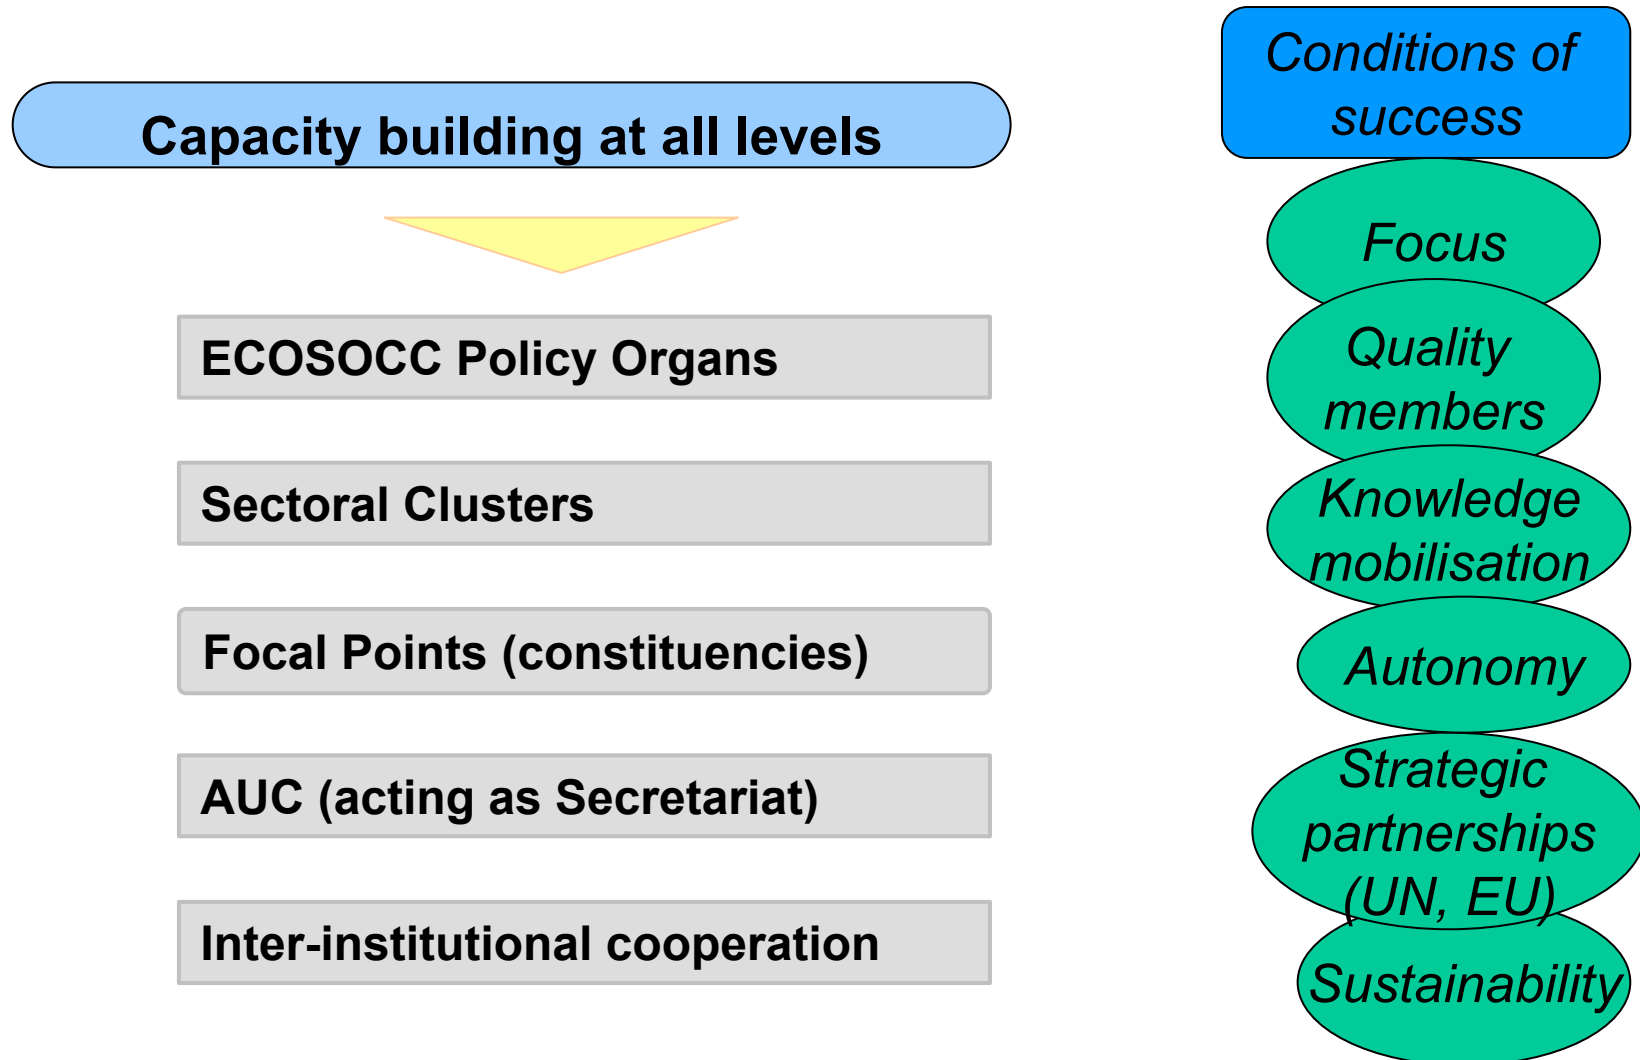 Capacity building at all levels
ECOSOCC Policy Organs
Sectoral Clusters
Focal Points (constituencies)
AUC (acting as Secretariat)
Inter-institutional cooperation
Conditions of
success
Focus
Quality
members
Knowledge
mobilisation
Autonomy
Strategic
partnerships
(UN, EU)
Sustainability